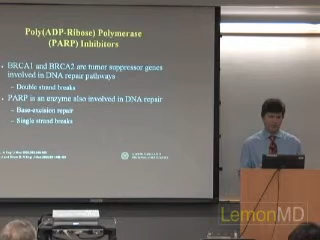 Poly(ADP-Ribose) Polymerase
(PARP) Inhibitors
• BRCA1 and BRCA2 are tumor suppressor genes
involved in DNA repair pathways
– Double strand breaks
• PARP is an enzyme also involved in DNA repair
– Base-excision repair
– Single strand breaks
LemonMD